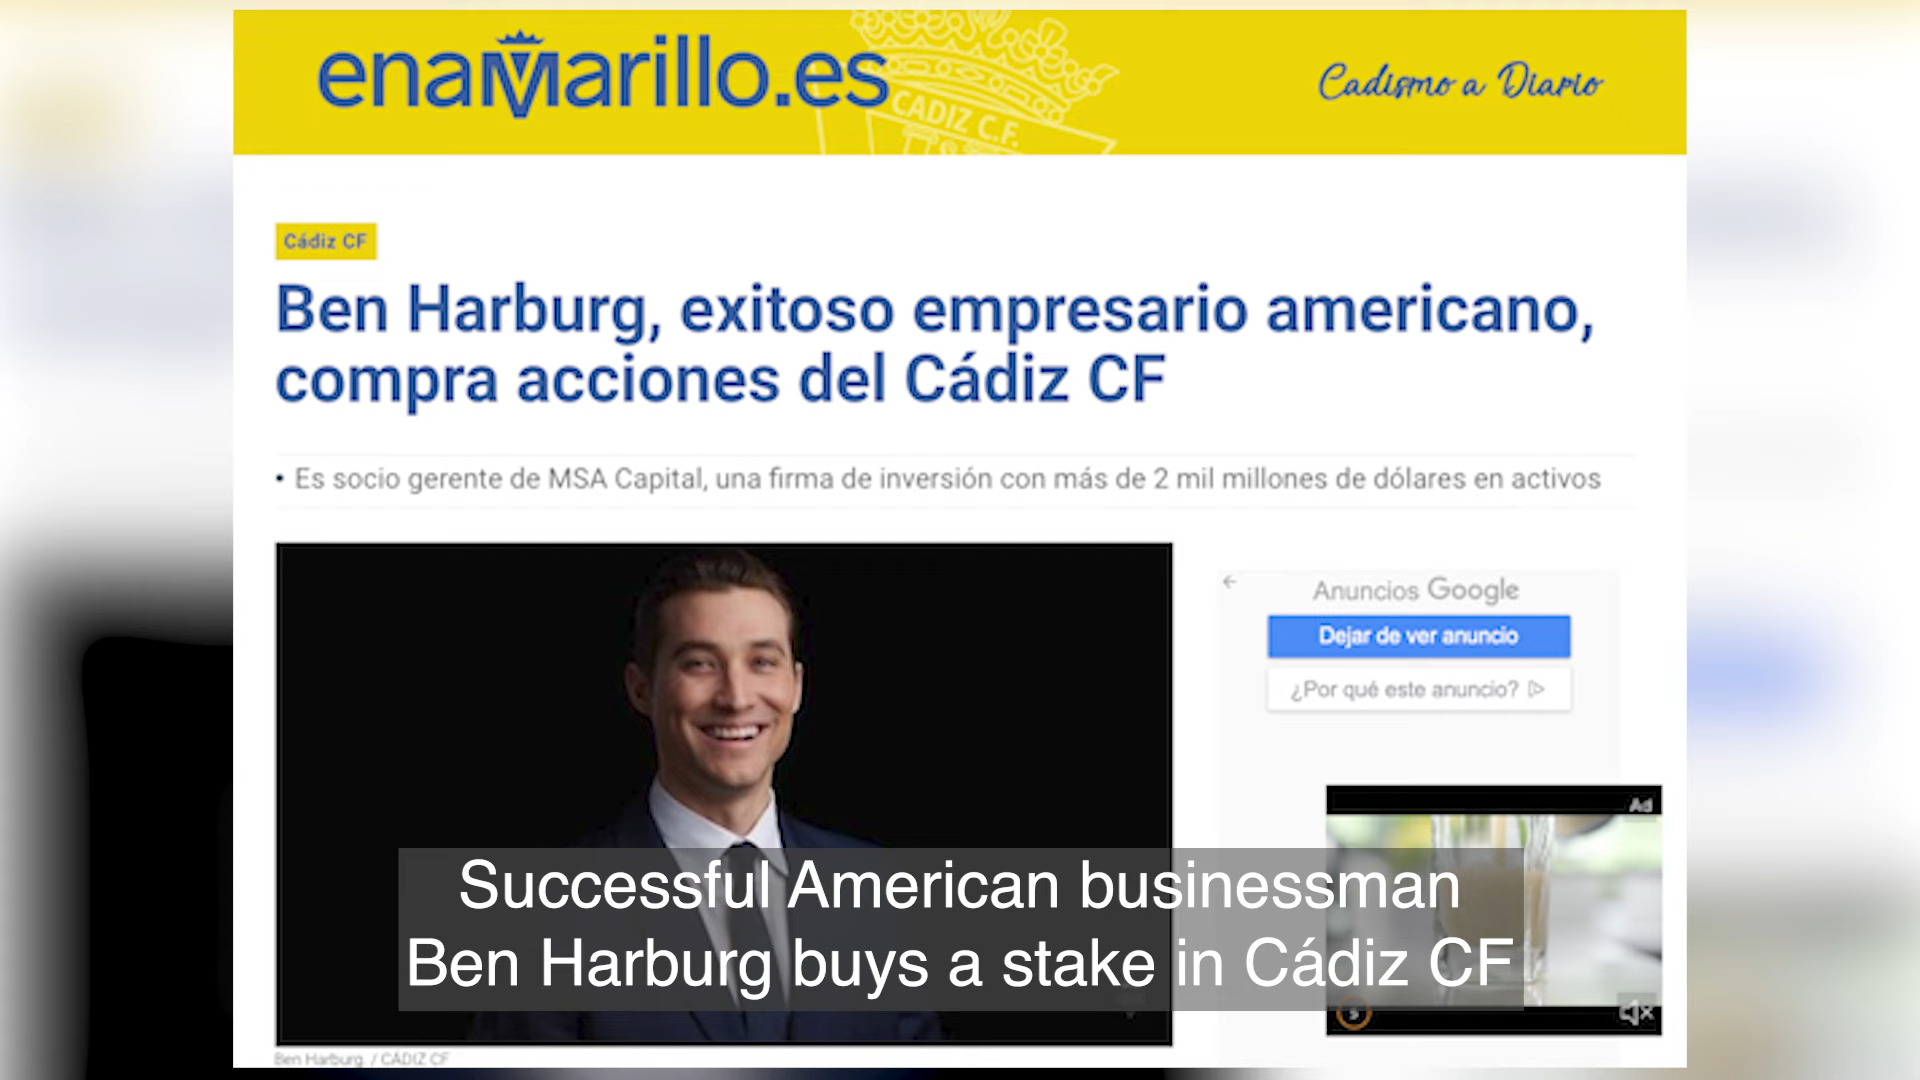 enamarillo.es
CADIZ C.F.
Cadismo a Diario
Cádiz CF
Ben Harburg, exitoso empresario americano,
compra acciones del Cádiz CF
• Es socio gerente de MSA Capital, una firma de inversión con más de 2 mil millones de dólares en activos
Anuncios Google
Dejar de ver anuncio
¿Por qué este anuncio?
Ad
Successful American businessman
Ben Harburg buys a stake in Cádiz CF
Ben Harburg. / CÁDIZ CF